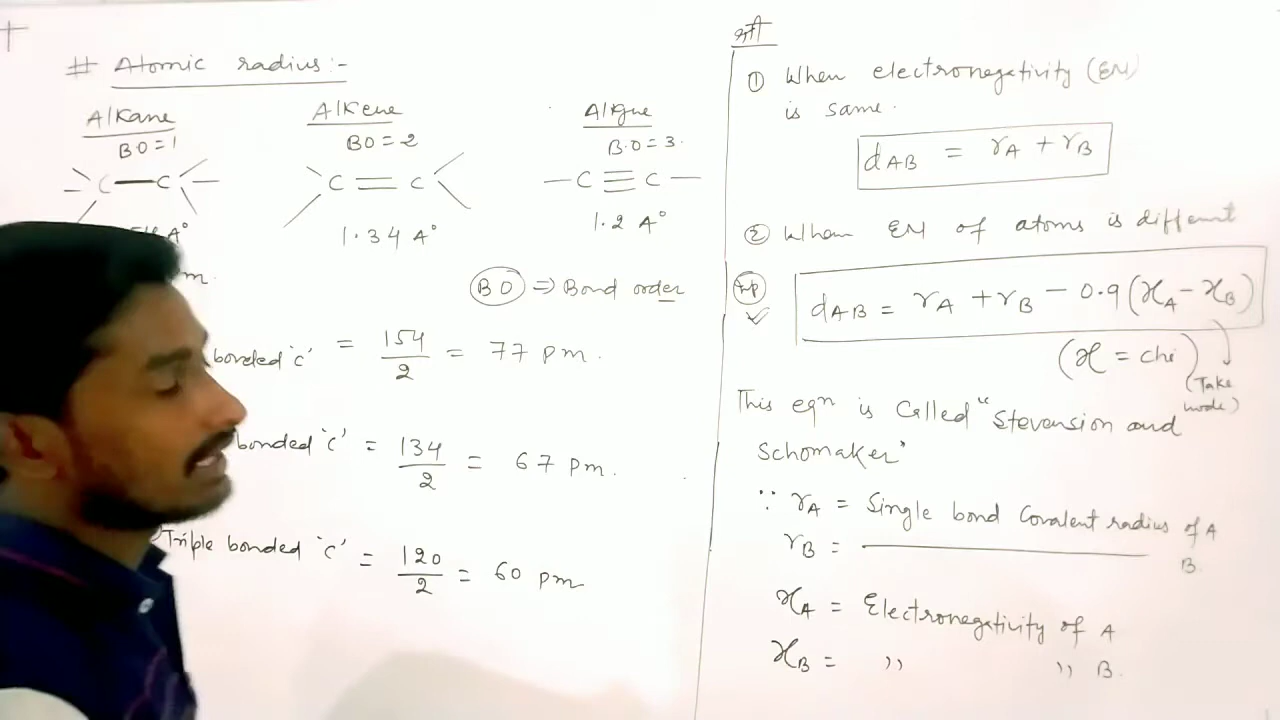 # Atomic radius:-
Alkane
BO = 1
C — C
A°
m.
Alkene
BO = 2
C = C
1.34 A°
Alkyne
B.O = 3.
— C ≡ C —
1.2 A°
BO ⇒ Bond order
bonded 'C' = 154/2 = 77 pm.
bonded 'C' = 134/2 = 67 pm.
Triple bonded 'C' = 120/2 = 60 pm
① When electronegativity (EN)
is same.
dAB = rA + rB
② When EN of atoms is different
Imp
dAB = rA + rB − 0.9 (χA − χB)
(χ = chi)
(Take
mode)
This eqn is Called "Stevension and
Schomaker"
∵ rA = Single bond Covalent radius of A
rB = ——— B.
χA = Electronegativity of A
χB = ,, ,, B.